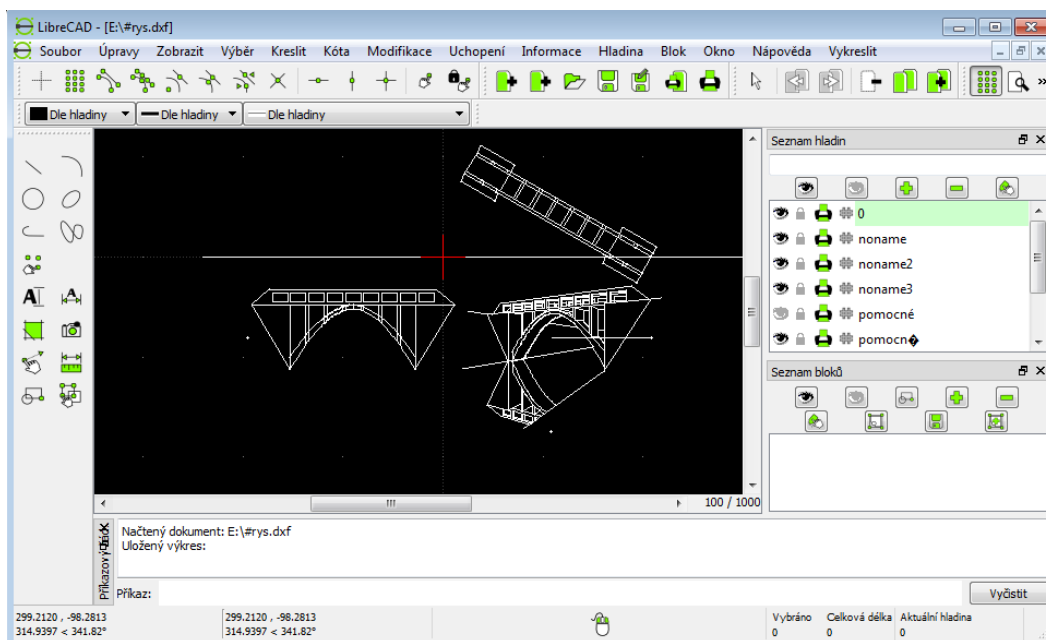 LibreCAD - [E:\#rys.dxf]
Soubor Úpravy Zobrazit Výběr Kreslit Kóta Modifikace Uchopení Informace Hladina Blok Okno Nápověda Vykreslit
Dle hladiny Dle hladiny Dle hladiny
Seznam hladin
0
noname
noname2
noname3
pomocné
pomocn�
Seznam bloků
100 / 1000
Načtený dokument: E:\#rys.dxf
Uložený výkres:
Příkaz:
Vyčistit
299.2120 , -98.2813
314.9397 < 341.82°
299.2120 , -98.2813
314.9397 < 341.82°
Vybráno Celková délka Aktuální hladina
0 0 0